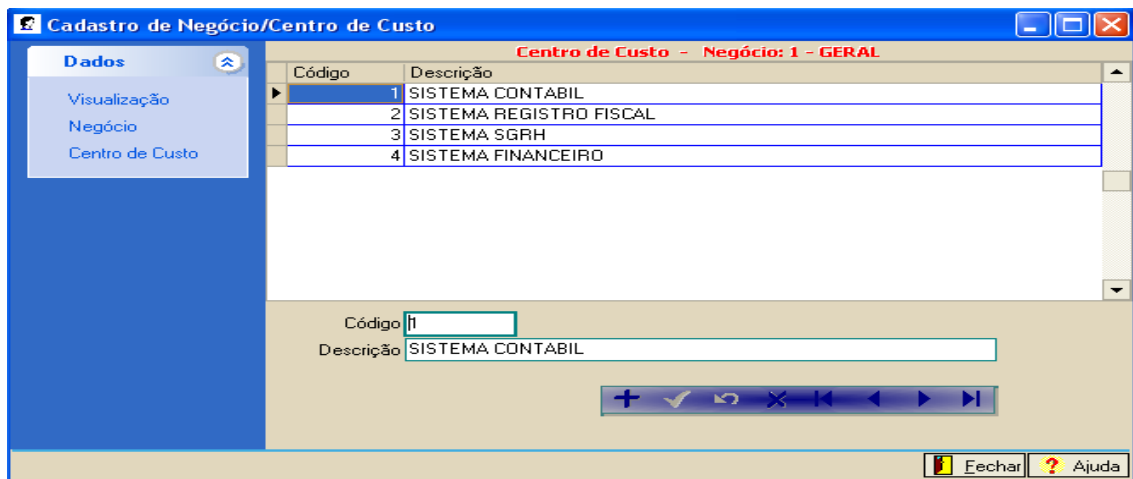 Cadastro de Negócio/Centro de Custo
Dados
Visualização
Negócio
Centro de Custo
Centro de Custo - Negócio: 1 - GERAL
Código Descrição
1 SISTEMA CONTABIL
2 SISTEMA REGISTRO FISCAL
3 SISTEMA SGRH
4 SISTEMA FINANCEIRO
Código 1
Descrição SISTEMA CONTABIL
Fechar ? Ajuda